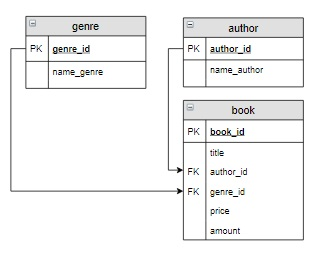 genre
PK genre_id
name_genre
author
PK author_id
name_author
book
PK book_id
title
FK author_id
FK genre_id
price
amount